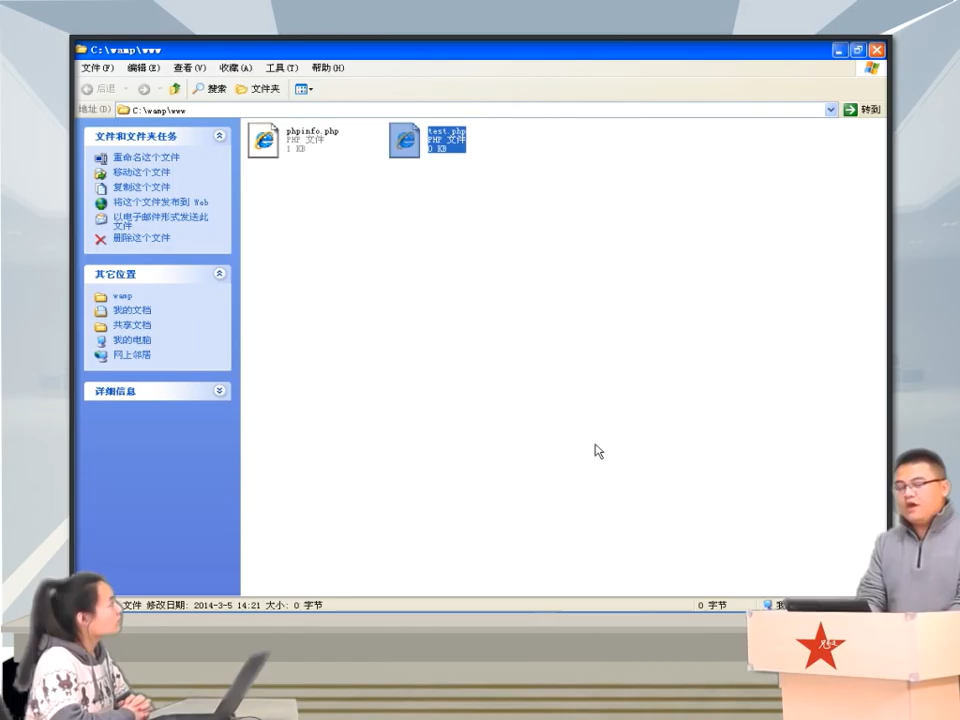 C:\wamp\www
文件(F) 编辑(E) 查看(V) 收藏(A) 工具(T) 帮助(H)
后退 搜索 文件夹
地址(D) C:\wamp\www 转到
文件和文件夹任务
重命名这个文件
移动这个文件
复制这个文件
将这个文件发布到 Web
以电子邮件形式发送此
文件
删除这个文件
其它位置
wamp
我的文档
共享文档
我的电脑
网上邻居
详细信息
phpinfo.php
PHP 文件
1 KB
test.php
PHP 文件
0 KB
文件 修改日期: 2014-3-5 14:21 大小: 0 字节 0 字节 我